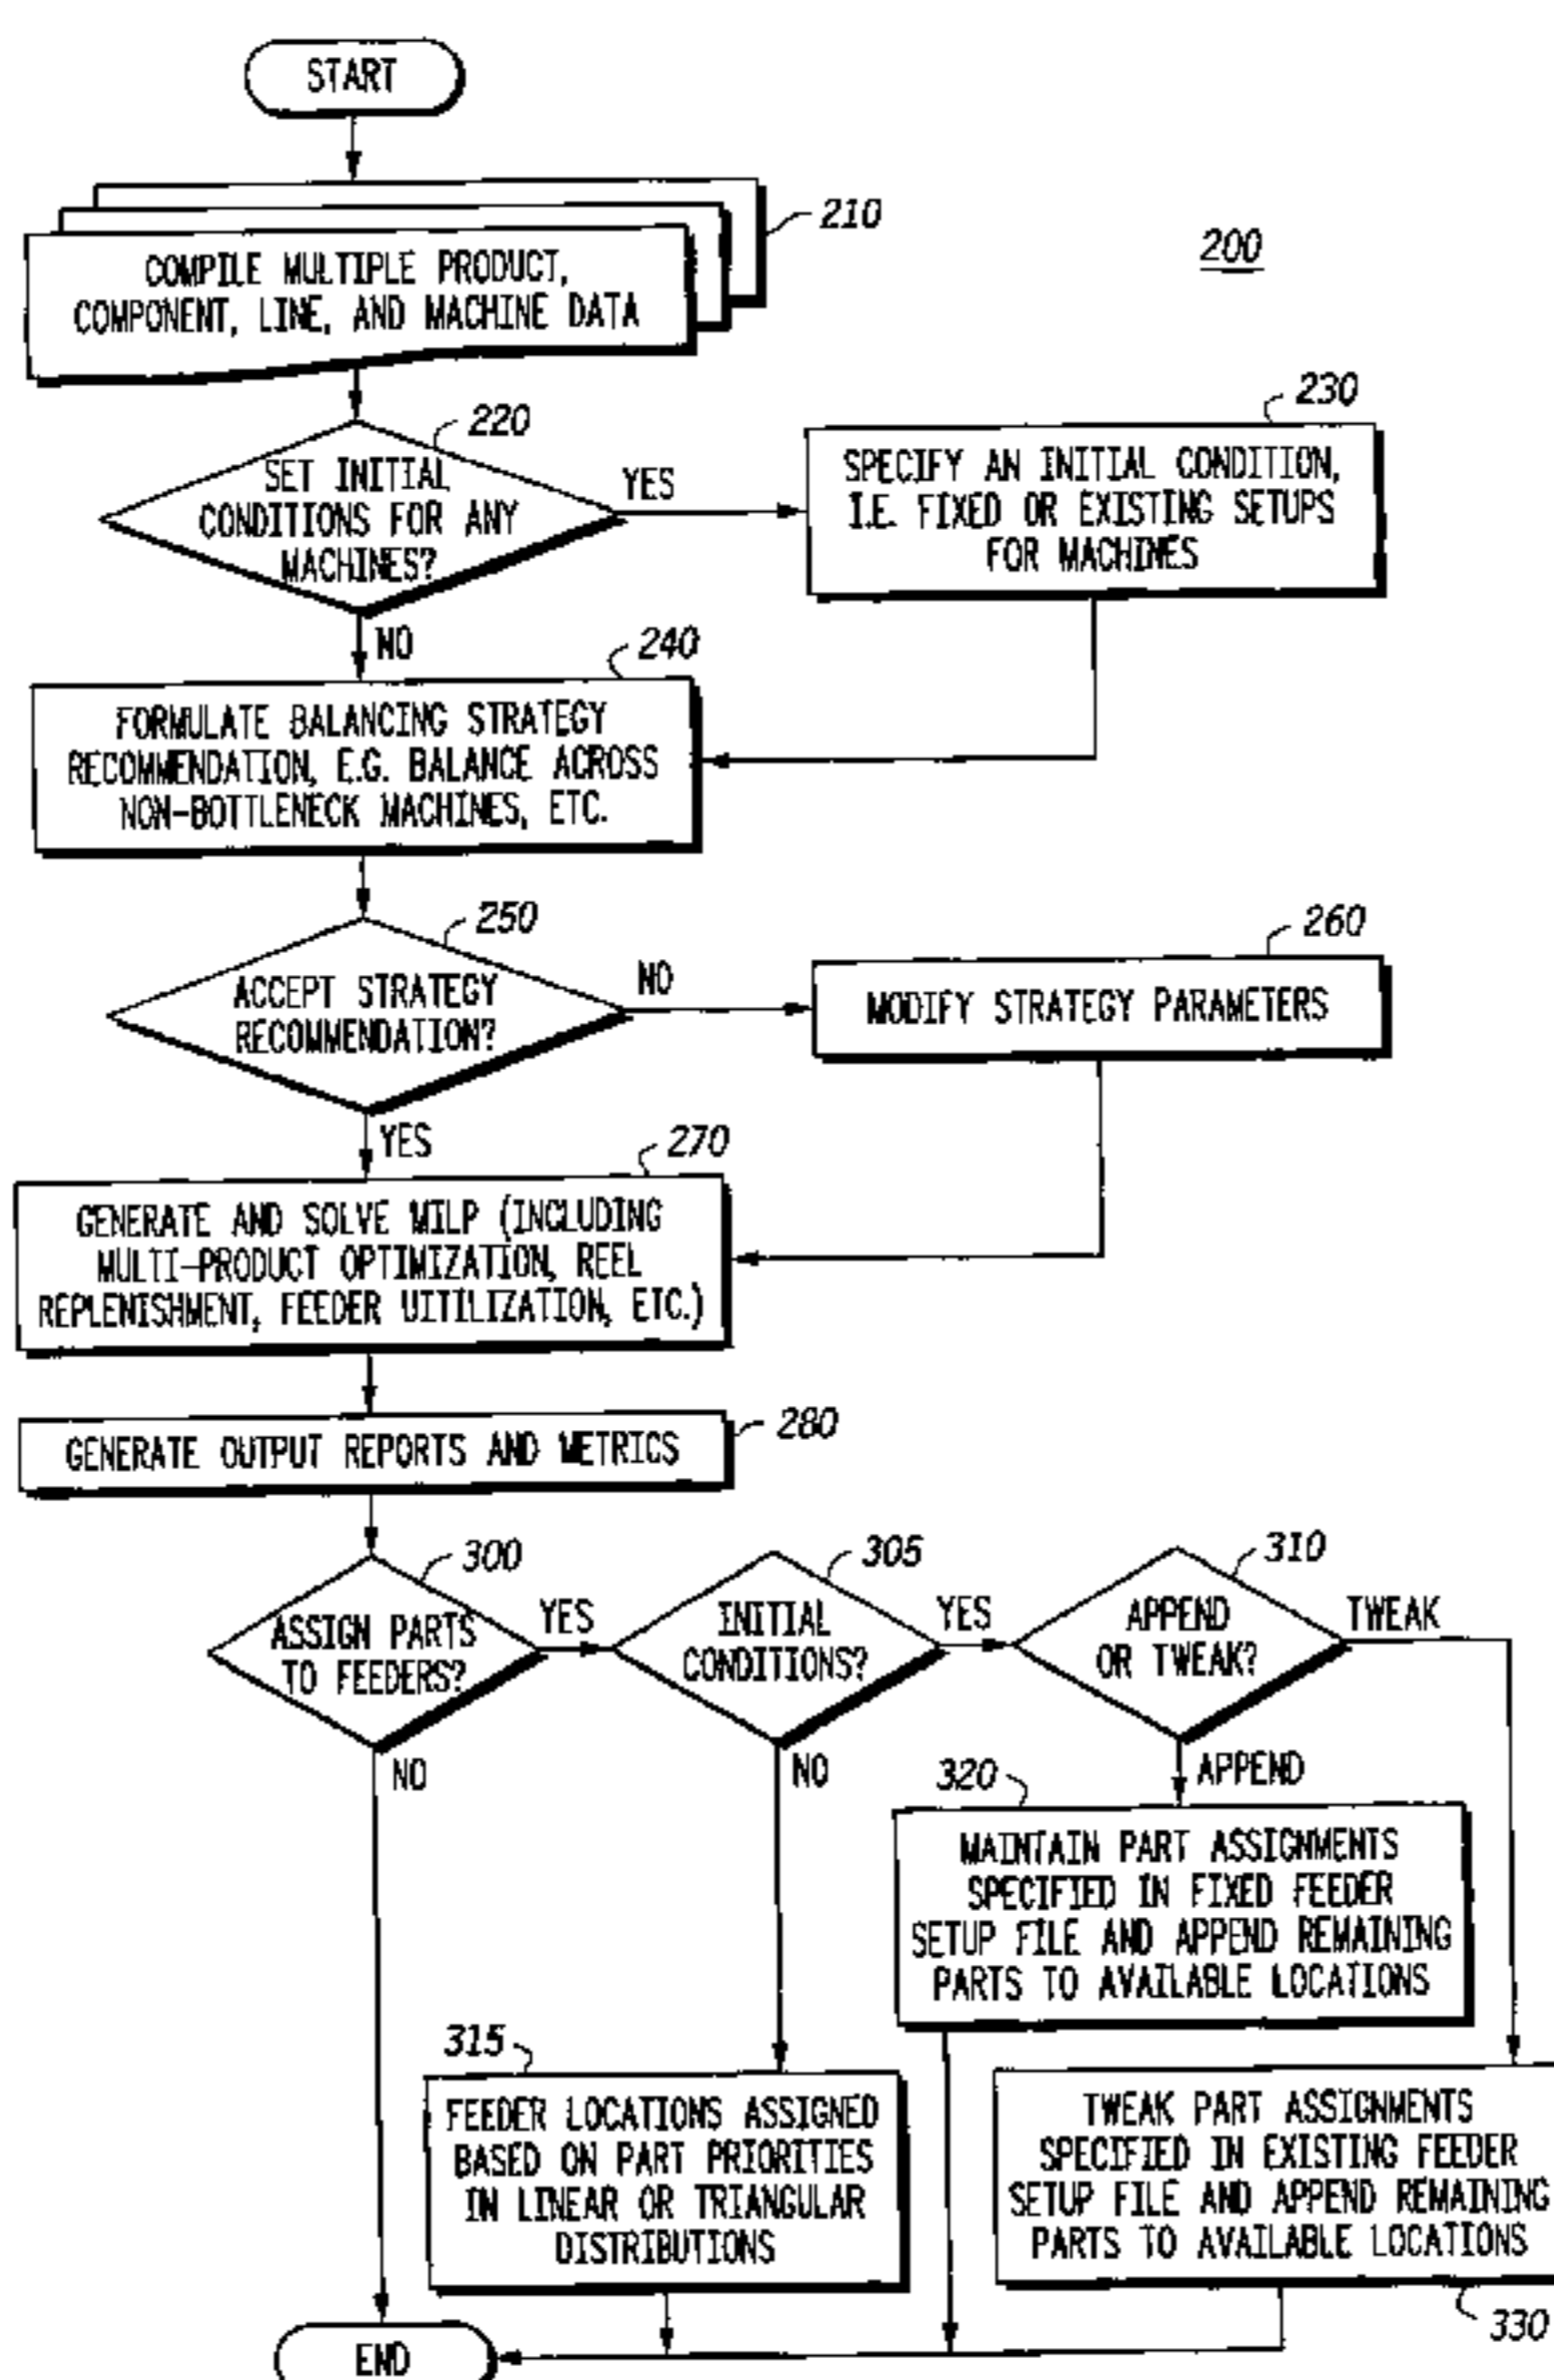 START
210
200
COMPILE MULTIPLE PRODUCT,
COMPONENT, LINE, AND MACHINE DATA
220
SET INITIAL
CONDITIONS FOR ANY
MACHINES?
YES
230
SPECIFY AN INITIAL CONDITION,
I.E. FIXED OR EXISTING SETUPS
FOR MACHINES
NO
240
FORMULATE BALANCING STRATEGY
RECOMMENDATION, E.G. BALANCE ACROSS
NON-BOTTLENECK MACHINES, ETC.
250
ACCEPT STRATEGY
RECOMMENDATION?
NO
260
MODIFY STRATEGY PARAMETERS
YES
270
GENERATE AND SOLVE MILP (INCLUDING
MULTI-PRODUCT OPTIMIZATION, REEL
REPLENISHMENT, FEEDER UITILIZATION, ETC.)
280
GENERATE OUTPUT REPORTS AND METRICS
300
ASSIGN PARTS
TO FEEDERS?
YES
305
INITIAL
CONDITIONS?
YES
310
APPEND
OR TWEAK?
TWEAK
NO
NO
APPEND
320
MAINTAIN PART ASSIGNMENTS
SPECIFIED IN FIXED FEEDER
SETUP FILE AND APPEND REMAINING
PARTS TO AVAILABLE LOCATIONS
315
FEEDER LOCATIONS ASSIGNED
BASED ON PART PRIORITIES
IN LINEAR OR TRIANGULAR
DISTRIBUTIONS
TWEAK PART ASSIGNMENTS
SPECIFIED IN EXISTING FEEDER
SETUP FILE AND APPEND REMAINING
PARTS TO AVAILABLE LOCATIONS
330
END